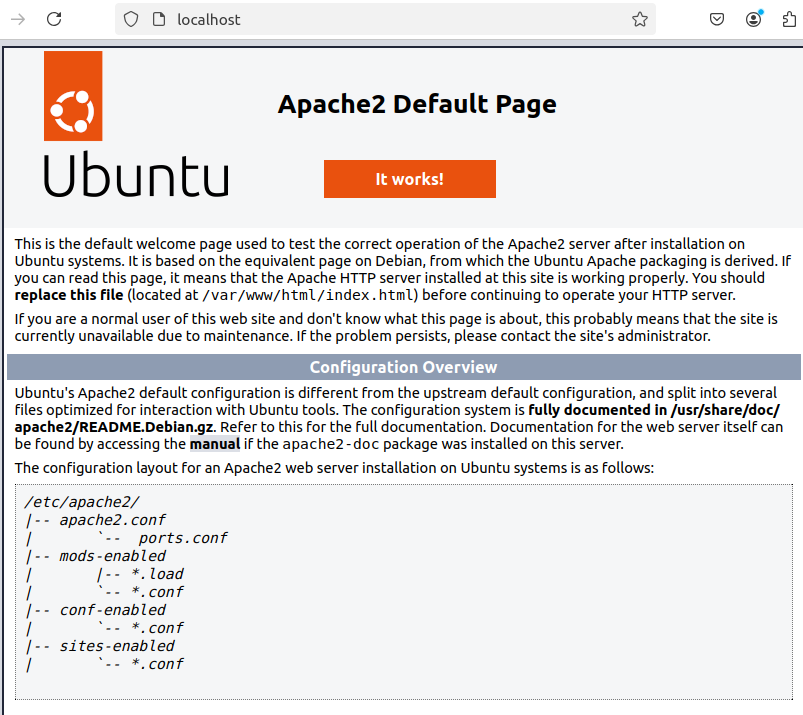 localhost
Ubuntu
Apache2 Default Page
It works!
This is the default welcome page used to test the correct operation of the Apache2 server after installation on
Ubuntu systems. It is based on the equivalent page on Debian, from which the Ubuntu Apache packaging is derived. If
you can read this page, it means that the Apache HTTP server installed at this site is working properly. You should
replace this file (located at /var/www/html/index.html) before continuing to operate your HTTP server.
If you are a normal user of this web site and don't know what this page is about, this probably means that the site is
currently unavailable due to maintenance. If the problem persists, please contact the site's administrator.
Configuration Overview
Ubuntu's Apache2 default configuration is different from the upstream default configuration, and split into several
files optimized for interaction with Ubuntu tools. The configuration system is fully documented in /usr/share/doc/
apache2/README.Debian.gz. Refer to this for the full documentation. Documentation for the web server itself can
be found by accessing the manual if the apache2-doc package was installed on this server.
The configuration layout for an Apache2 web server installation on Ubuntu systems is as follows:
/etc/apache2/
|-- apache2.conf
|       `--  ports.conf
|-- mods-enabled
|       |-- *.load
|       `-- *.conf
|-- conf-enabled
|       `-- *.conf
|-- sites-enabled
|       `-- *.conf